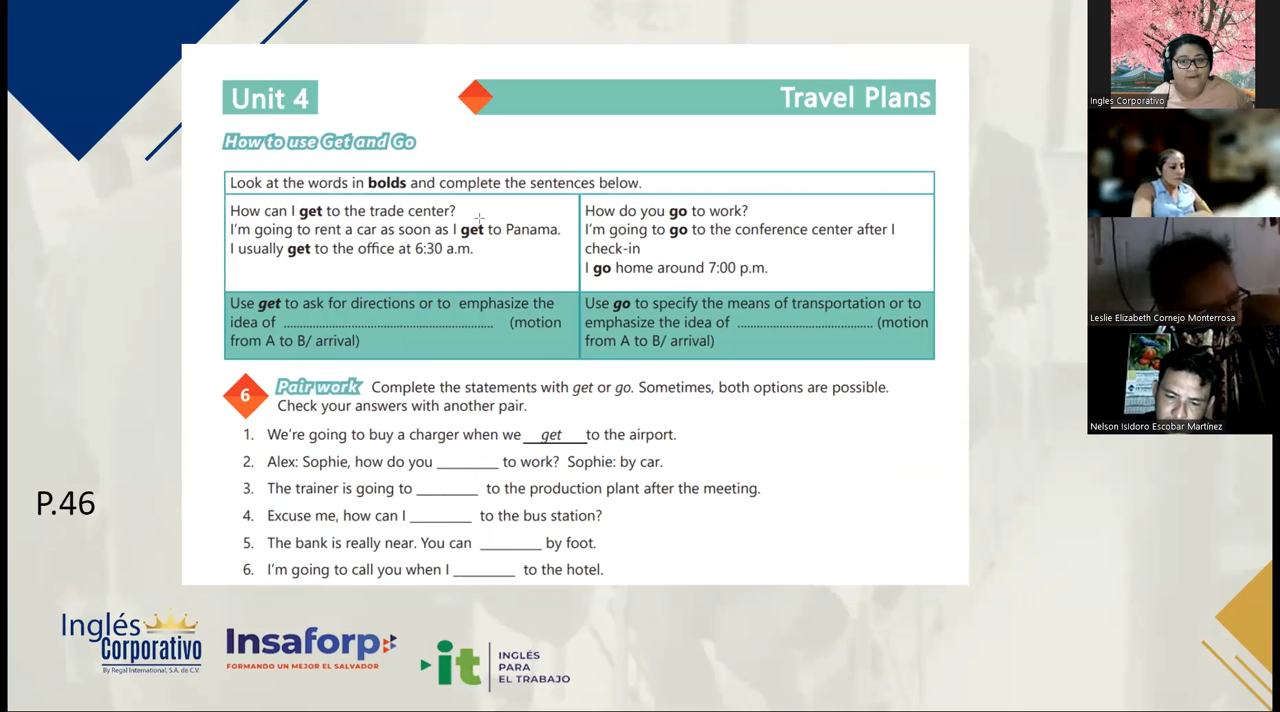 Unit 4
Travel Plans
How to use Get and Go
Look at the words in bolds and complete the sentences below.
How can I get to the trade center?
I'm going to rent a car as soon as I get to Panama.
I usually get to the office at 6:30 a.m.
How do you go to work?
I'm going to go to the conference center after I
check-in
I go home around 7:00 p.m.
Use get to ask for directions or to emphasize the
idea of ................................................................ (motion
from A to B/ arrival)
Use go to specify the means of transportation or to
emphasize the idea of ......................................... (motion
from A to B/ arrival)
6
Pair work Complete the statements with get or go. Sometimes, both options are possible.
Check your answers with another pair.
1. We're going to buy a charger when we __get___to the airport.
2. Alex: Sophie, how do you ________ to work? Sophie: by car.
3. The trainer is going to ________ to the production plant after the meeting.
4. Excuse me, how can I ________ to the bus station?
5. The bank is really near. You can ________ by foot.
6. I'm going to call you when I ________ to the hotel.
P.46
Inglés
Corporativo
By Regal International, S.A. de C.V.
Insaforp
FORMANDO UN MEJOR EL SALVADOR
it
INGLÉS
PARA
EL TRABAJO
Ingles Corporativo
Leslie Elizabeth Cornejo Monterrosa
Nelson Isidoro Escobar Martínez